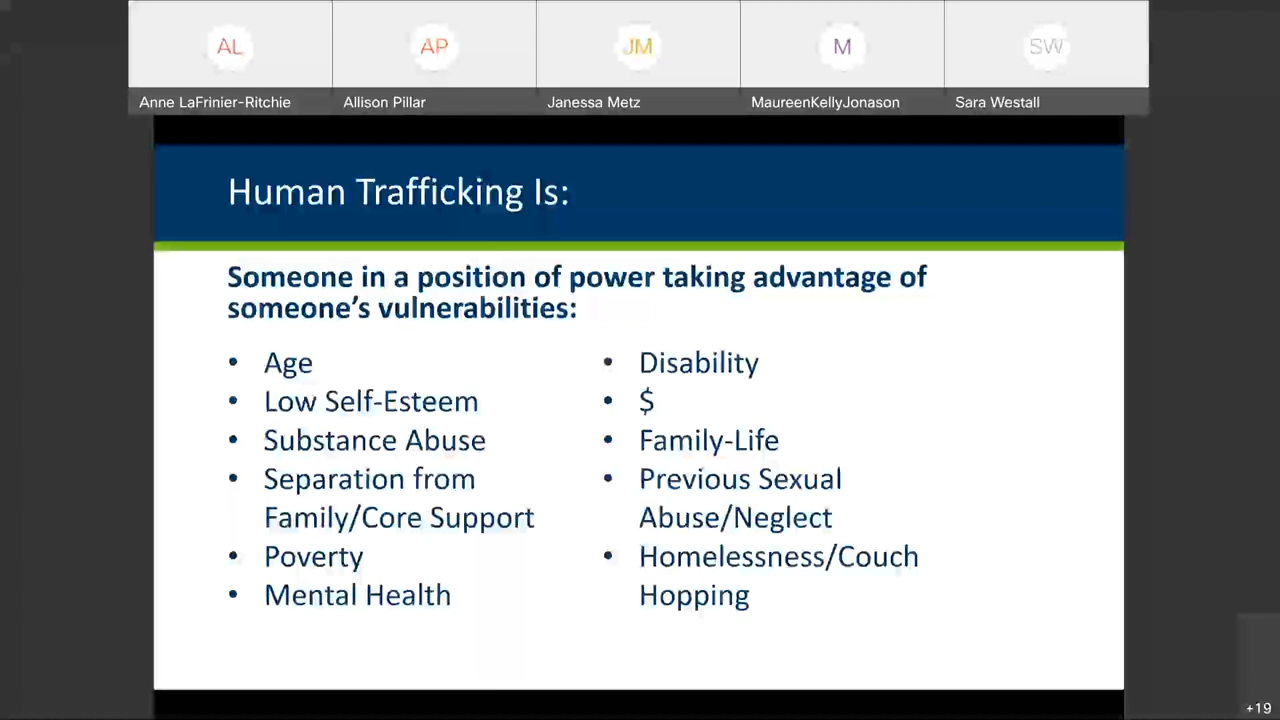 AL AP JM M SW
Anne LaFrinier-Ritchie Allison Pillar Janessa Metz MaureenKellyJonason Sara Westall
Human Trafficking Is:
Someone in a position of power taking advantage of
someone's vulnerabilities:
• Age
• Low Self-Esteem
• Substance Abuse
• Separation from
Family/Core Support
• Poverty
• Mental Health
• Disability
• $
• Family-Life
• Previous Sexual
Abuse/Neglect
• Homelessness/Couch
Hopping
+19